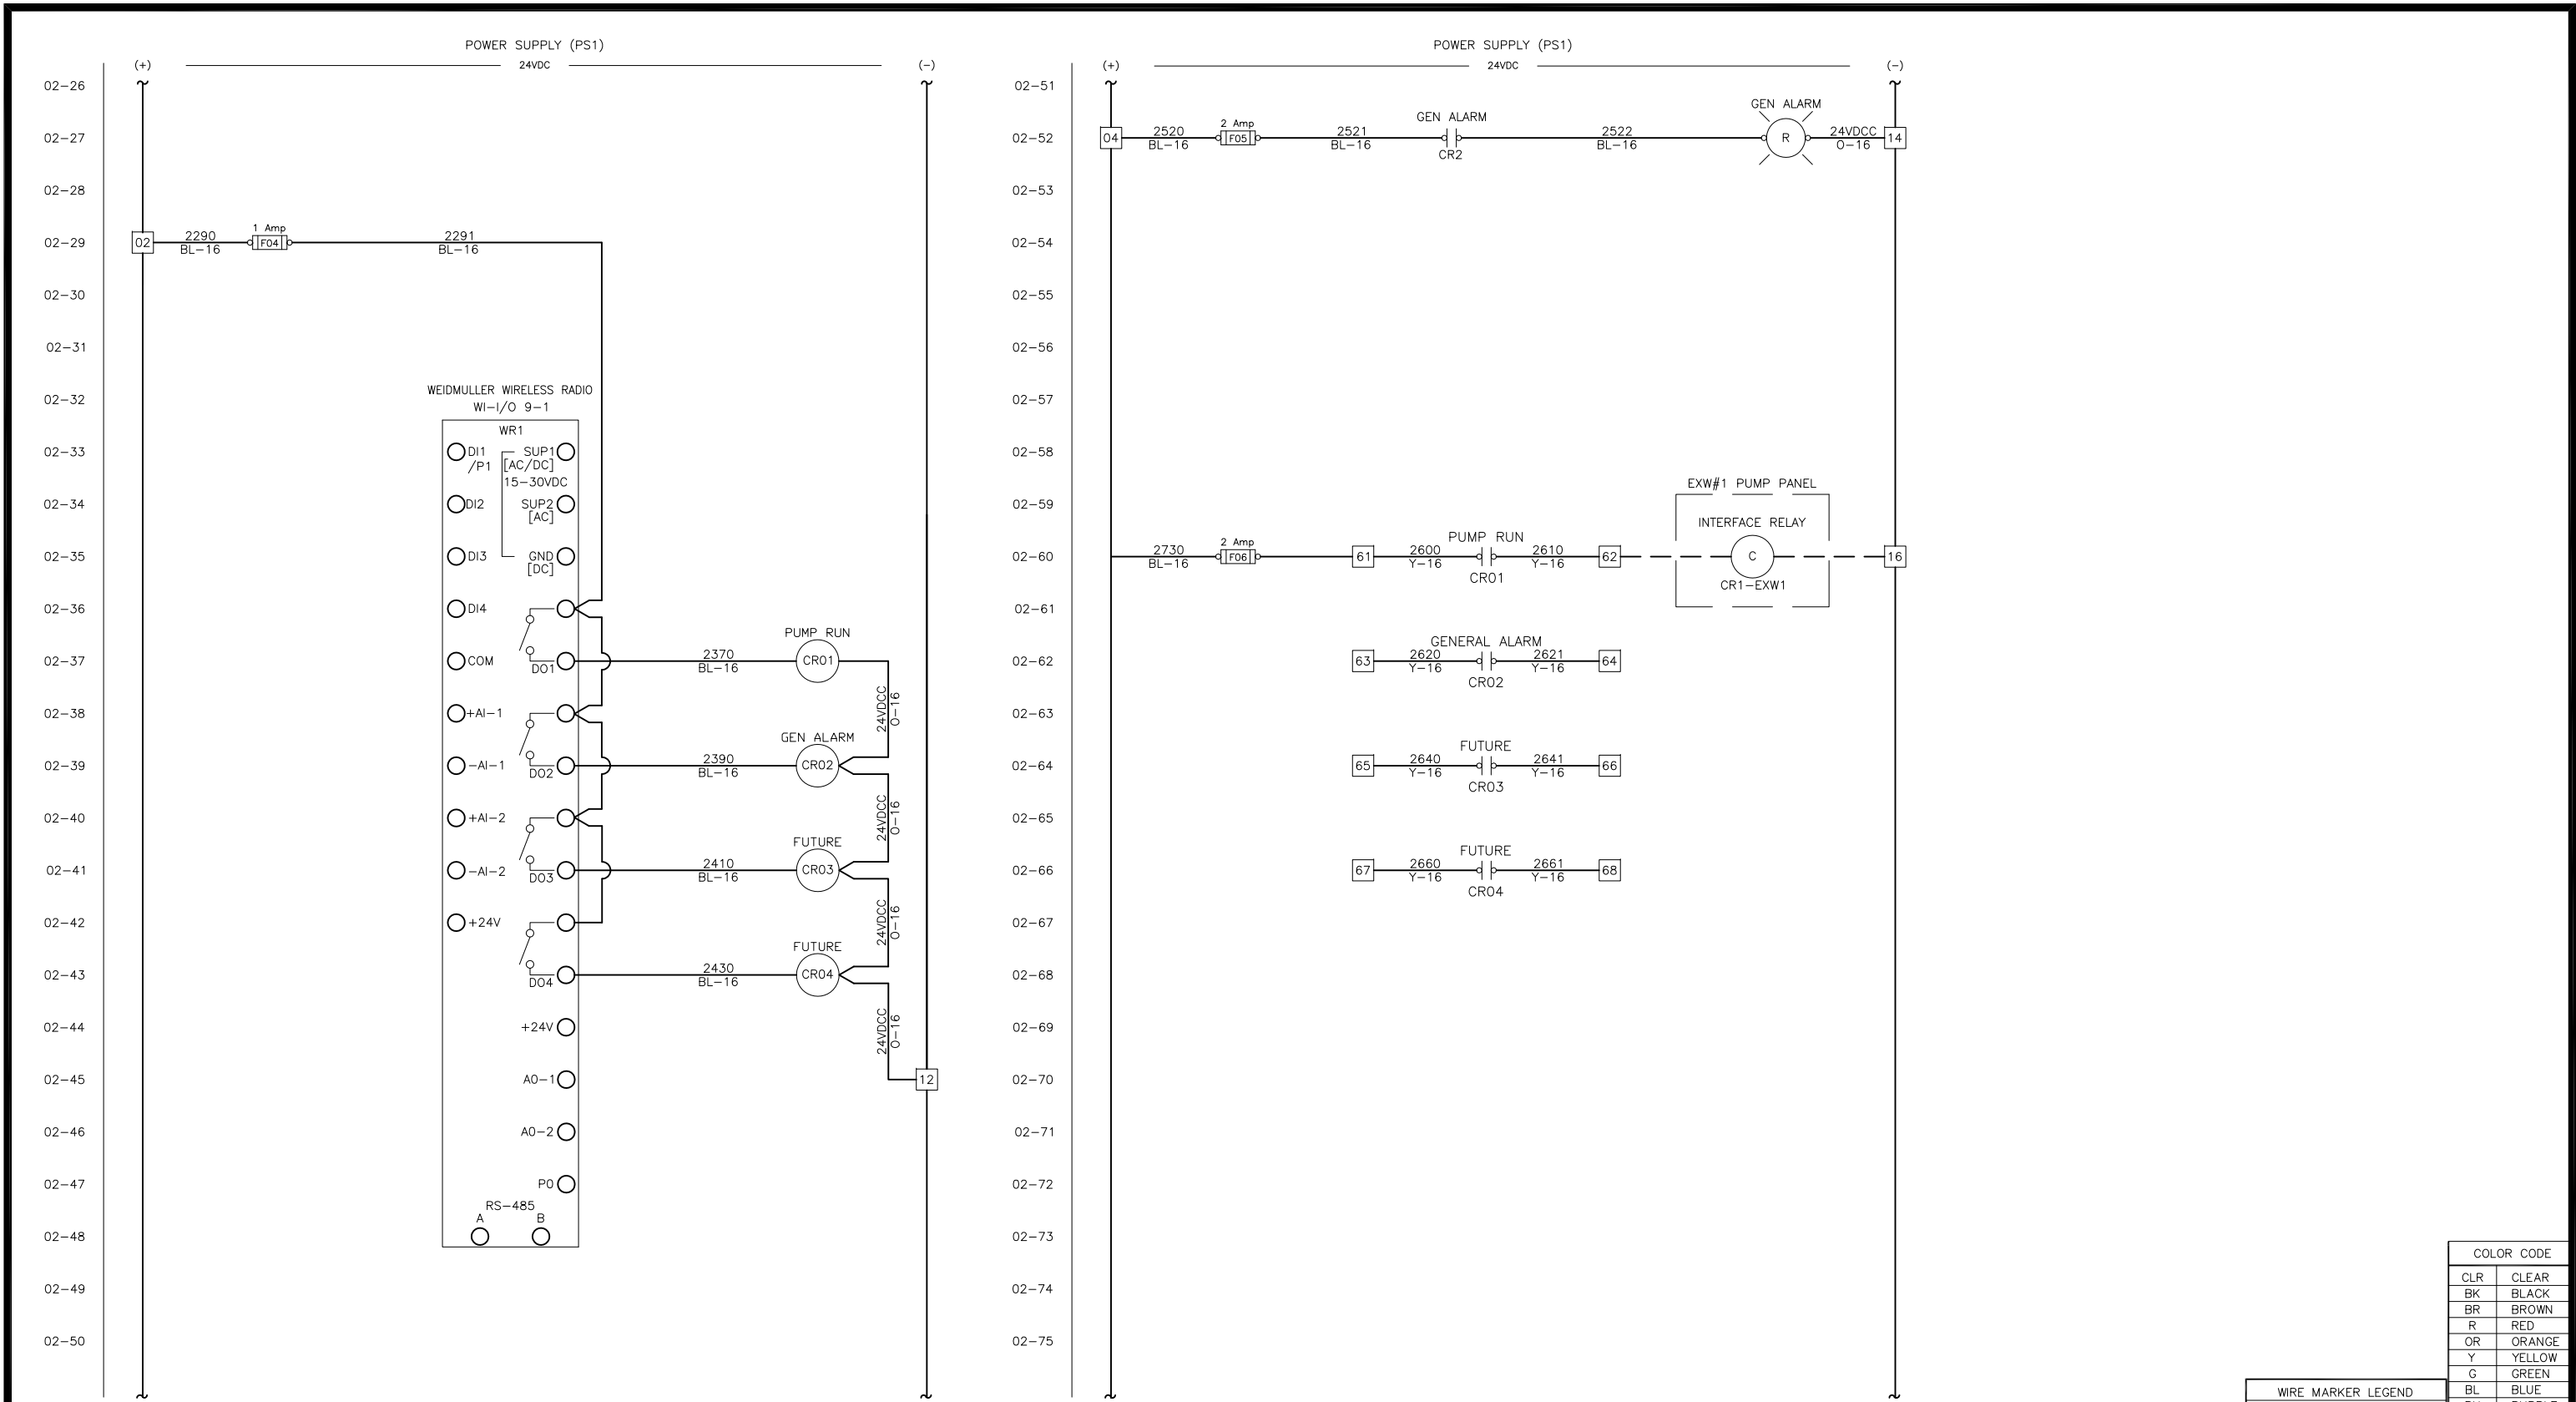 POWER SUPPLY (PS1)
(+) 24VDC (-)
02-26
02-27
02-28
1 Amp
02-29 02 2290 F04 2291
BL-16 BL-16
02-30
02-31
WEIDMULLER WIRELESS RADIO
02-32
WI-I/O 9-1
WR1
02-33 DI1 SUP1
/P1 [AC/DC]
15-30VDC
02-34 DI2 SUP2
[AC]
02-35 DI3 GND
[DC]
02-36 DI4
PUMP RUN
02-37 COM DO1 2370 CR01
BL-16
24VDCC
O-16
02-38 +AI-1
GEN ALARM
02-39 -AI-1 DO2 2390 CR02
BL-16
24VDCC
O-16
02-40 +AI-2
FUTURE
02-41 -AI-2 DO3 2410 CR03
BL-16
24VDCC
O-16
02-42 +24V
FUTURE
02-43 DO4 2430 CR04
BL-16
24VDCC
O-16
02-44 +24V
02-45 AO-1 12
02-46 AO-2
02-47 PO
RS-485
A B
02-48
02-49
02-50
POWER SUPPLY (PS1)
(+) 24VDC (-)
02-51
GEN ALARM
2 Amp GEN ALARM
02-52 04 2520 F05 2521 2522 R 24VDCC 14
BL-16 BL-16 CR2 BL-16 O-16
02-53
02-54
02-55
02-56
02-57
02-58
EXW#1 PUMP PANEL
02-59
INTERFACE RELAY
2 Amp PUMP RUN
02-60 2730 F06 61 2600 2610 62 C 16
BL-16 Y-16 CR01 Y-16 CR1-EXW1
02-61
GENERAL ALARM
02-62 63 2620 2621 64
Y-16 CR02 Y-16
02-63
FUTURE
02-64 65 2640 2641 66
Y-16 CR03 Y-16
02-65
FUTURE
02-66 67 2660 2661 68
Y-16 CR04 Y-16
02-67
02-68
02-69
02-70
02-71
02-72
02-73
02-74
02-75
COLOR CODE
CLR CLEAR
BK BLACK
BR BROWN
R RED
OR ORANGE
Y YELLOW
G GREEN
BL BLUE
WIRE MARKER LEGEND